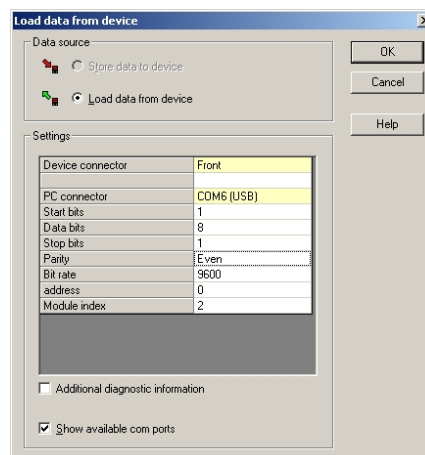 Load data from device
Data source
Store data to device
Load data from device
OK
Cancel
Help
Settings
Device connector Front
PC connector COM6 (USB)
Start bits 1
Data bits 8
Stop bits 1
Parity Even
Bit rate 9600
address 0
Module index 2
Additional diagnostic information
Show available com ports